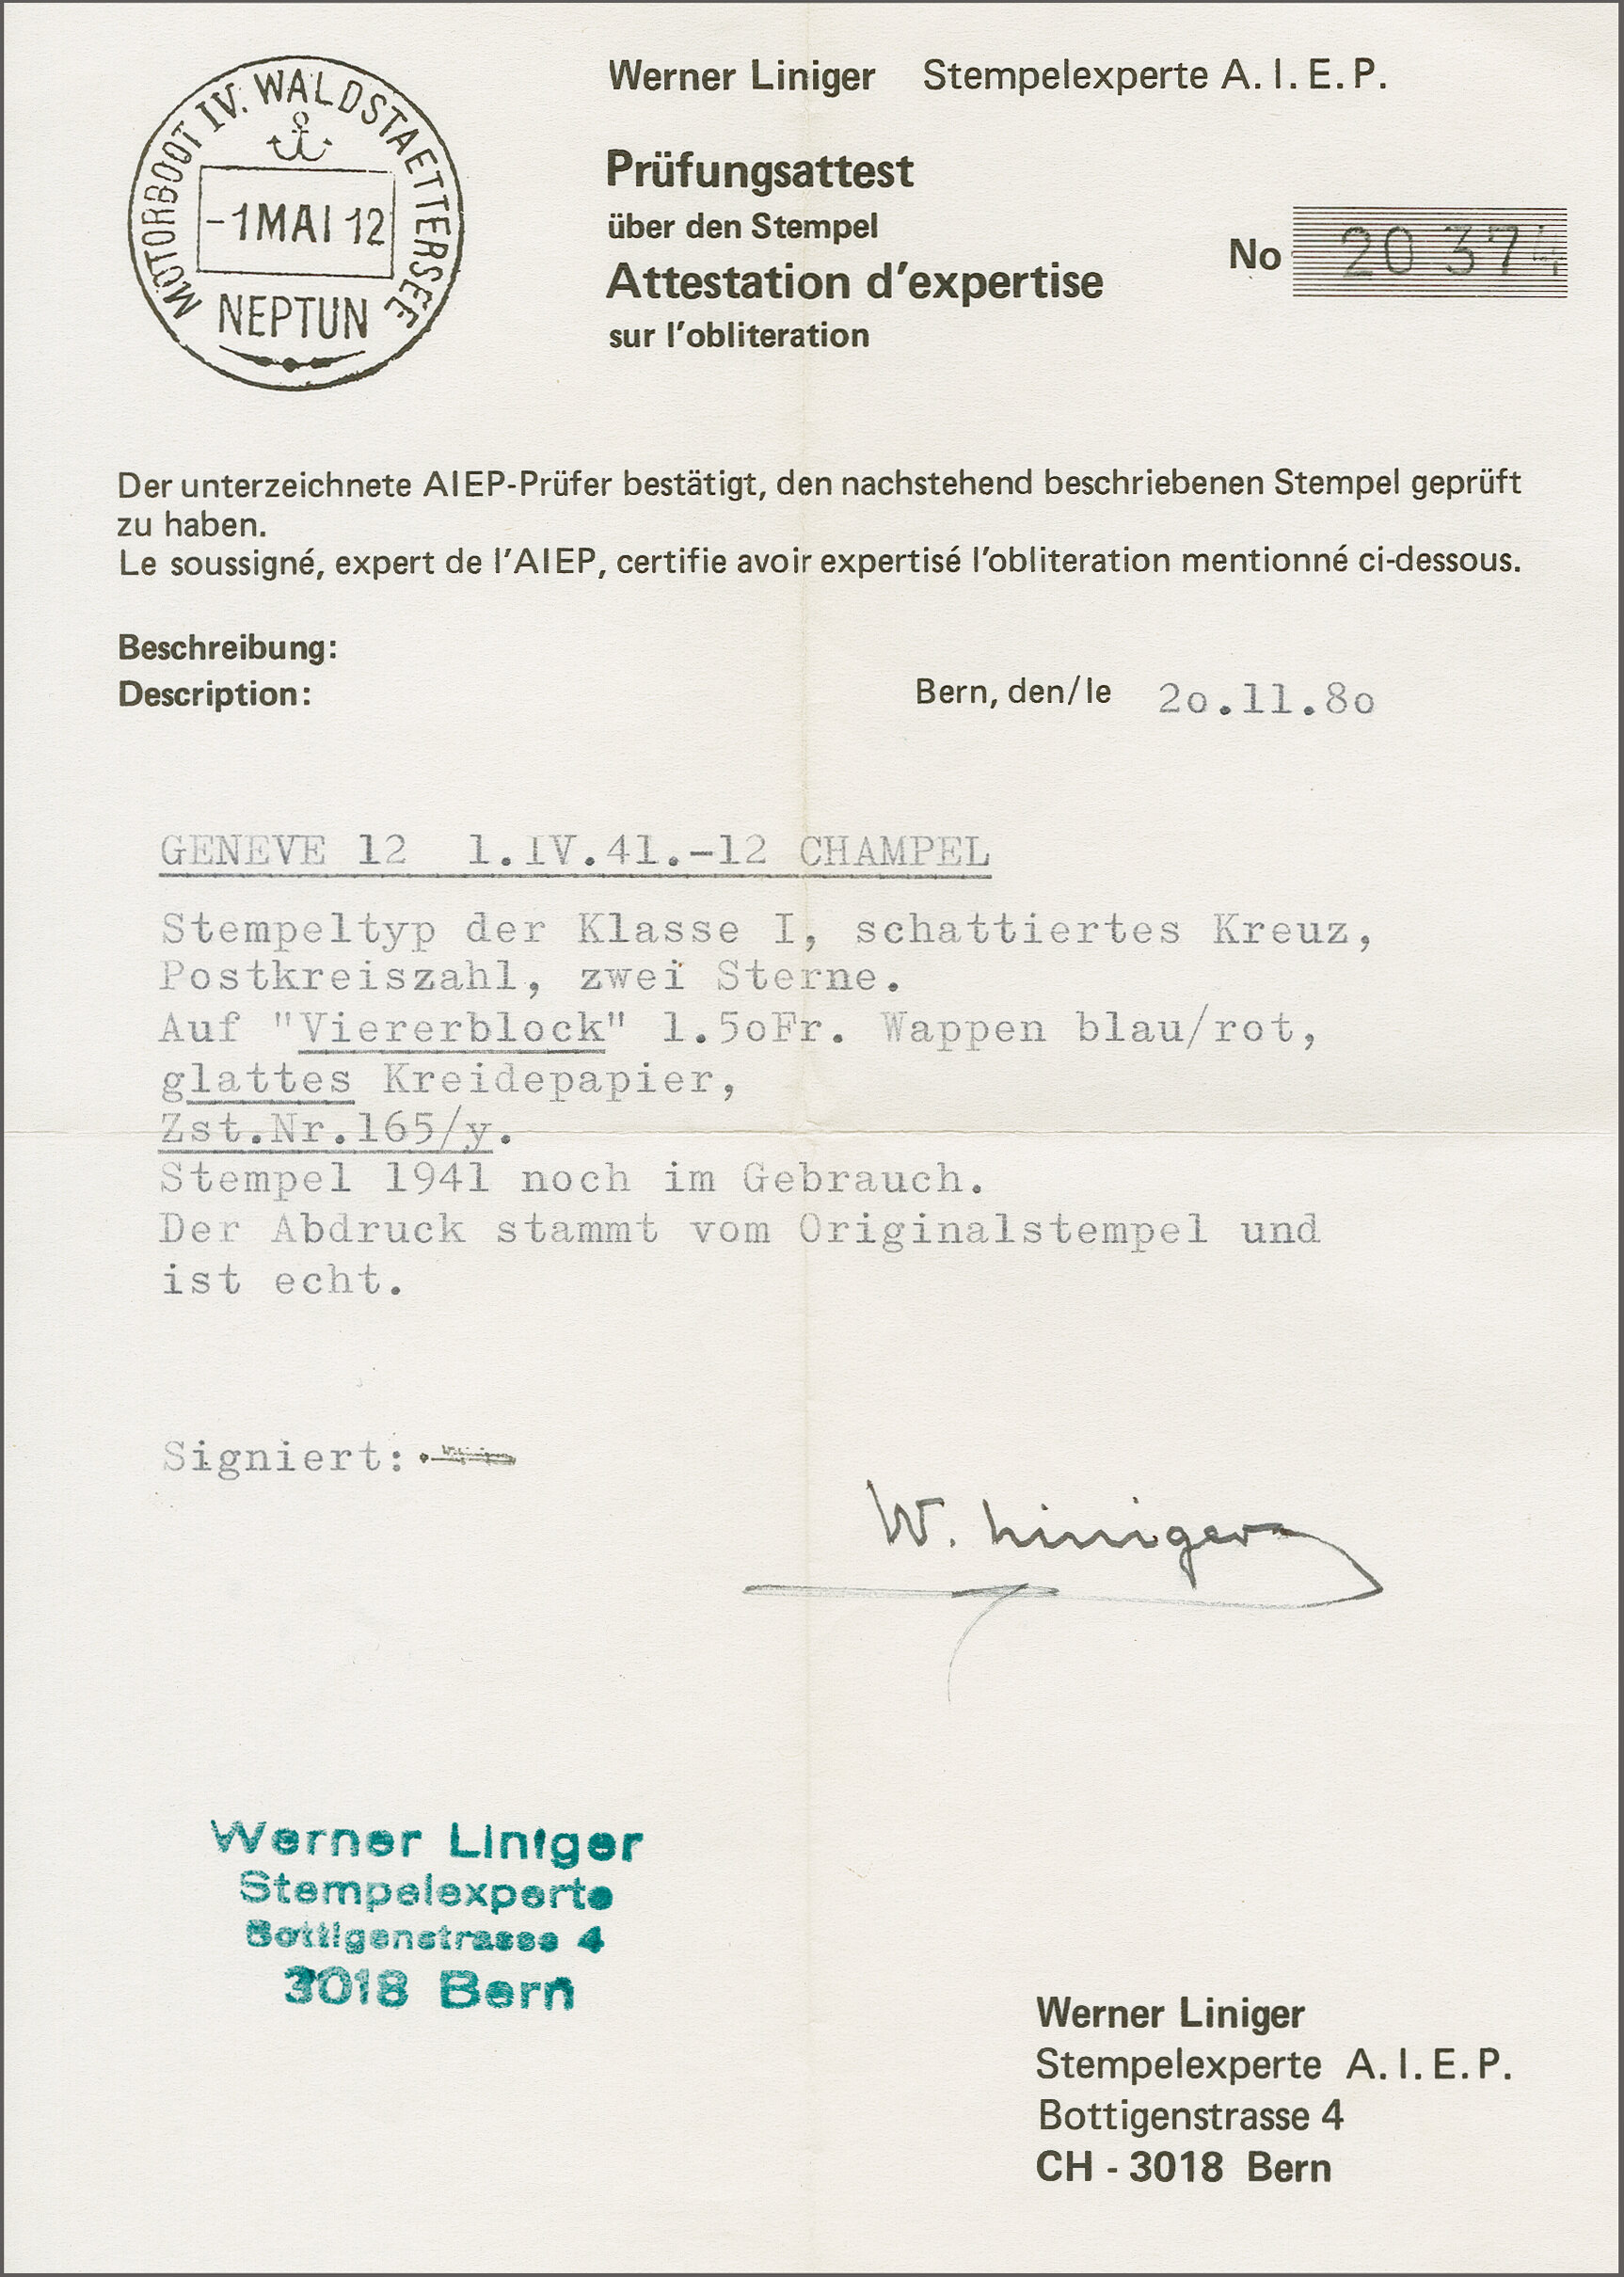 Werner Liniger Stempelexperte A. I. E. P.
MOTORBOOT IV. WALDSTAETTERSEE
-1 MAI 12
NEPTUN
Prüfungsattest
über den Stempel
Attestation d'expertise
sur l'obliteration
No 20 374
Der unterzeichnete AIEP-Prüfer bestätigt, den nachstehend beschriebenen Stempel geprüft
zu haben.
Le soussigné, expert de l'AIEP, certifie avoir expertisé l'obliteration mentionné ci-dessous.
Beschreibung:
Description:
Bern, den/le 2o.11.8o
GENEVE 12 1.IV.41.-12 CHAMPEL
Stempeltyp der Klasse I, schattiertes Kreuz,
Postkreiszahl, zwei Sterne.
Auf "Viererblock" 1.5oFr. Wappen blau/rot,
glattes Kreidepapier,
Zst.Nr.165/y.
Stempel 1941 noch im Gebrauch.
Der Abdruck stammt vom Originalstempel und
ist echt.
Signiert:
W. Liniger
Werner Liniger
Stempelexperte
Bottigenstrasse 4
3018 Bern
Werner Liniger
Stempelexperte A. I. E. P.
Bottigenstrasse 4
CH - 3018 Bern